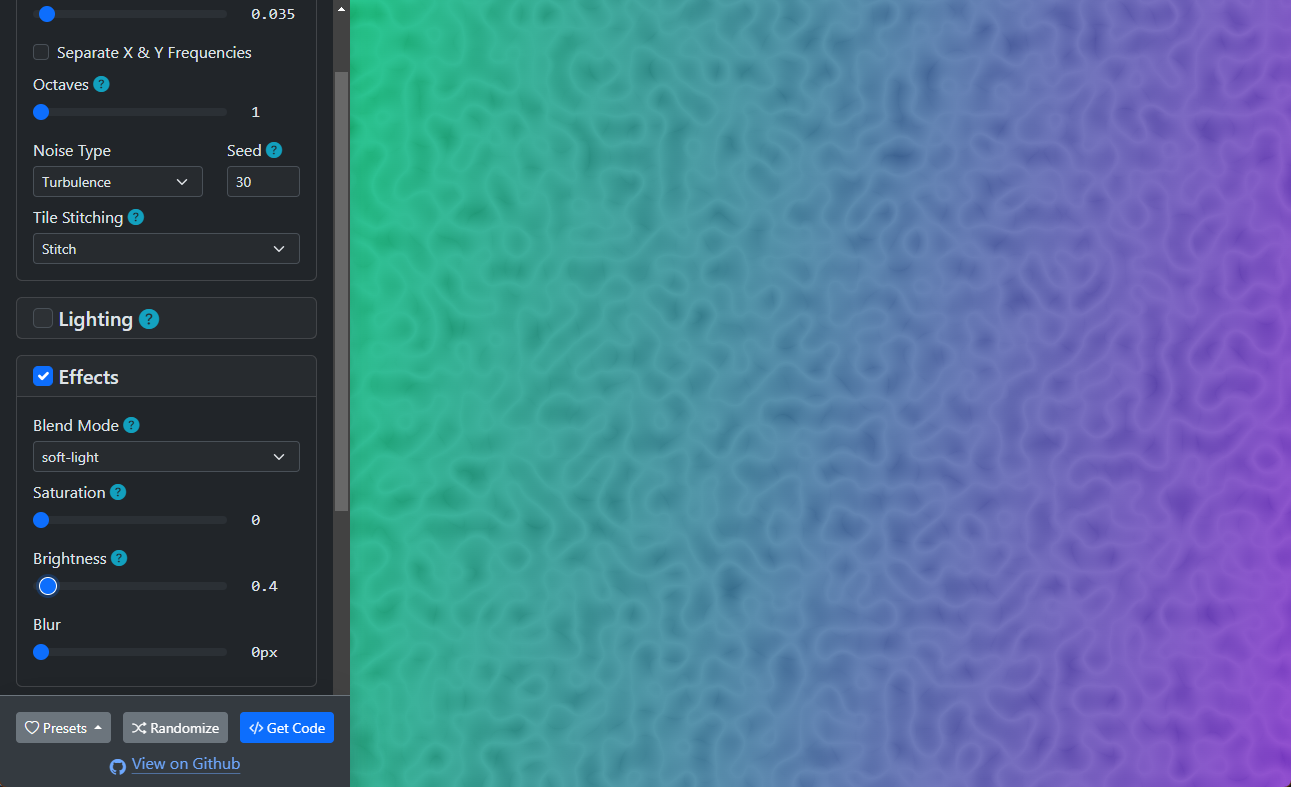 0.035
Separate X & Y Frequencies
Octaves ?
1
Noise Type Seed ?
Turbulence 30
Tile Stitching ?
Stitch
Lighting ?
Effects
Blend Mode ?
soft-light
Saturation ?
0
Brightness ?
0.4
Blur
0px
Presets Randomize </> Get Code
View on Github